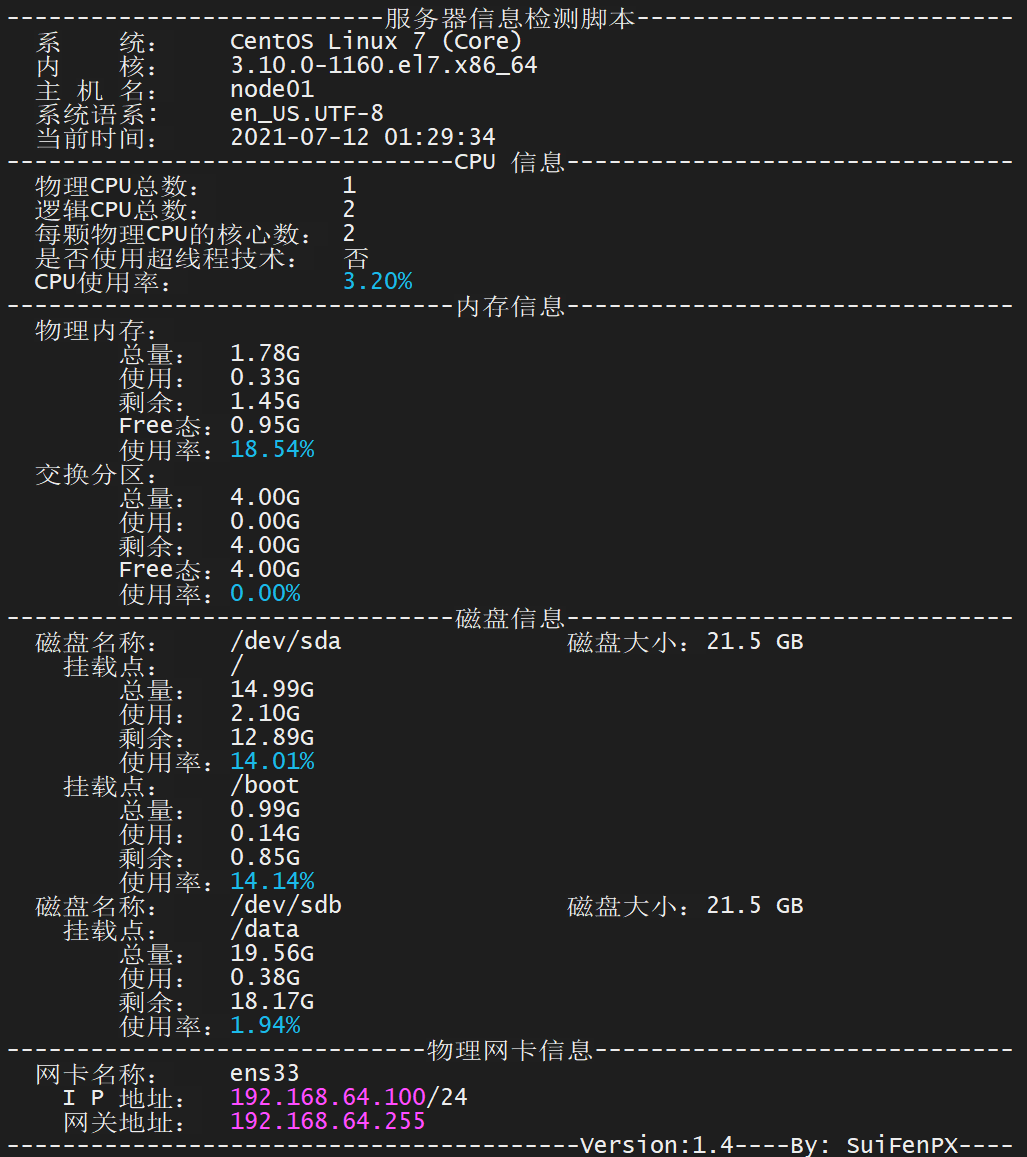 ---------------------------服务器信息检测脚本---------------------------
系    统：     CentOS Linux 7 (Core)
内    核：     3.10.0-1160.el7.x86_64
主 机 名：     node01
系统语系：     en_US.UTF-8
当前时间：     2021-07-12 01:29:34
--------------------------------CPU 信息--------------------------------
物理CPU总数：          1
逻辑CPU总数：          2
每颗物理CPU的核心数：  2
是否使用超线程技术：   否
CPU使用率：            3.20%
--------------------------------内存信息--------------------------------
物理内存：
总量：   1.78G
使用：   0.33G
剩余：   1.45G
Free态： 0.95G
使用率： 18.54%
交换分区：
总量：   4.00G
使用：   0.00G
剩余：   4.00G
Free态： 4.00G
使用率： 0.00%
--------------------------------磁盘信息--------------------------------
磁盘名称：     /dev/sda                磁盘大小：21.5 GB
挂载点：     /
总量：   14.99G
使用：   2.10G
剩余：   12.89G
使用率： 14.01%
挂载点：     /boot
总量：   0.99G
使用：   0.14G
剩余：   0.85G
使用率： 14.14%
磁盘名称：     /dev/sdb                磁盘大小：21.5 GB
挂载点：     /data
总量：   19.56G
使用：   0.38G
剩余：   18.17G
使用率： 1.94%
------------------------------物理网卡信息------------------------------
网卡名称：     ens33
I P 地址：   192.168.64.100/24
网关地址：   192.168.64.255
-----------------------------------------Version:1.4----By: SuiFenPX----